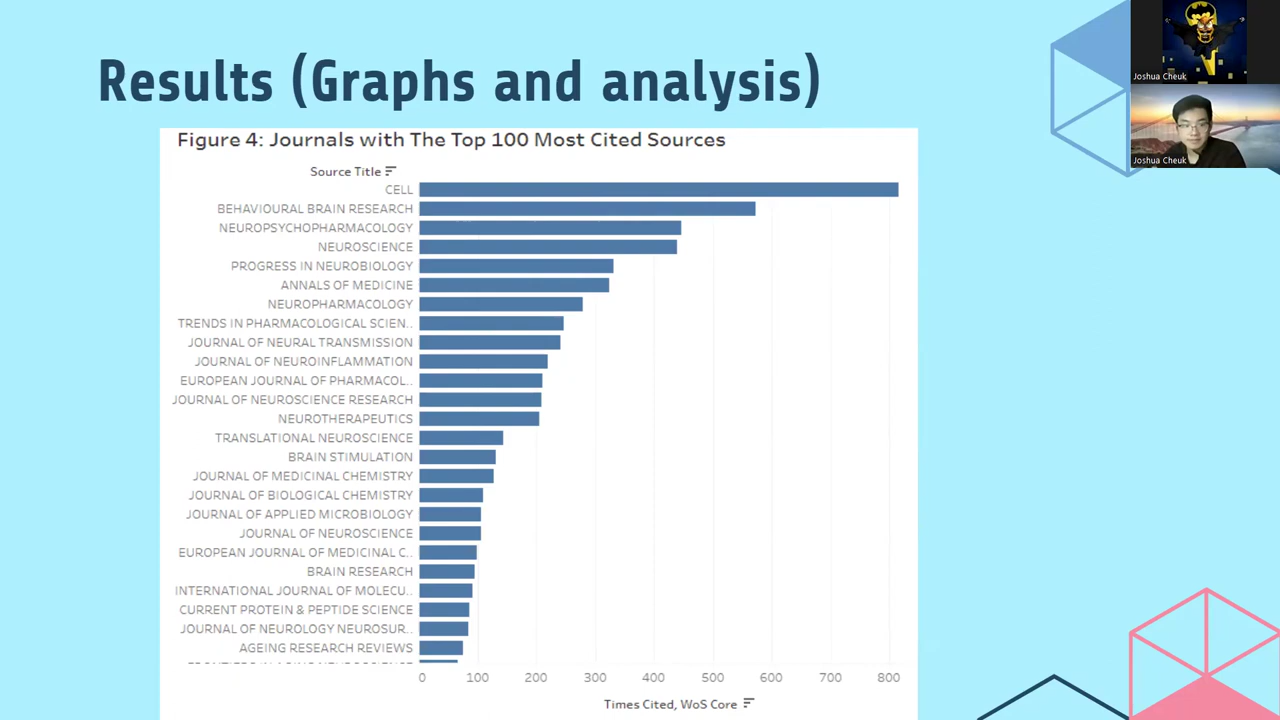 Results (Graphs and analysis)
Joshua Cheuk
Joshua Cheuk
Figure 4: Journals with The Top 100 Most Cited Sources
Source Title
CELL
BEHAVIOURAL BRAIN RESEARCH
NEUROPSYCHOPHARMACOLOGY
NEUROSCIENCE
PROGRESS IN NEUROBIOLOGY
ANNALS OF MEDICINE
NEUROPHARMACOLOGY
TRENDS IN PHARMACOLOGICAL SCIEN..
JOURNAL OF NEURAL TRANSMISSION
JOURNAL OF NEUROINFLAMMATION
EUROPEAN JOURNAL OF PHARMACOL..
JOURNAL OF NEUROSCIENCE RESEARCH
NEUROTHERAPEUTICS
TRANSLATIONAL NEUROSCIENCE
BRAIN STIMULATION
JOURNAL OF MEDICINAL CHEMISTRY
JOURNAL OF BIOLOGICAL CHEMISTRY
JOURNAL OF APPLIED MICROBIOLOGY
JOURNAL OF NEUROSCIENCE
EUROPEAN JOURNAL OF MEDICINAL C..
BRAIN RESEARCH
INTERNATIONAL JOURNAL OF MOLECU..
CURRENT PROTEIN & PEPTIDE SCIENCE
JOURNAL OF NEUROLOGY NEUROSUR..
AGEING RESEARCH REVIEWS
0 100 200 300 400 500 600 700 800
Times Cited, WoS Core